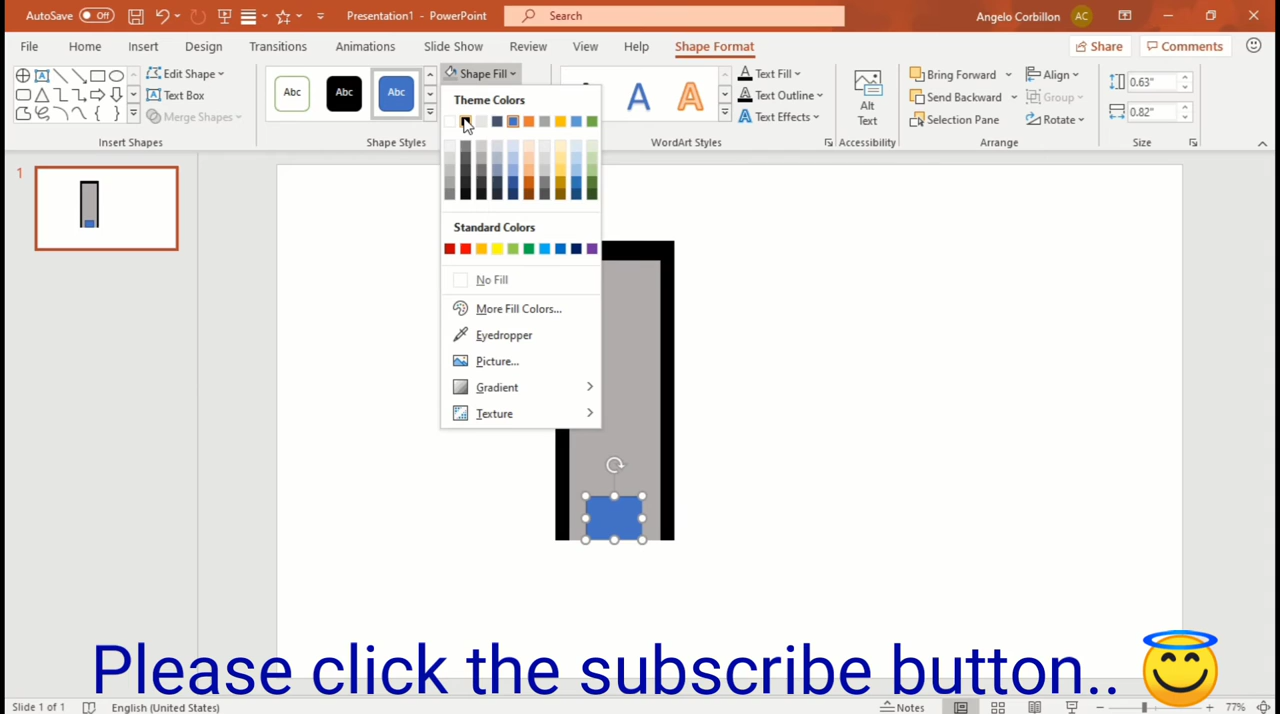 AutoSave Off Presentation1 - PowerPoint Search Angelo Corbillon AC
File Home Insert Design Transitions Animations Slide Show Review View Help Shape Format Share Comments
Edit Shape
Text Box
Merge Shapes
Insert Shapes
Abc Abc Abc
Shape Styles
Shape Fill
Theme Colors
Standard Colors
No Fill
More Fill Colors...
Eyedropper
Picture...
Gradient
Texture
A A
Text Fill
Text Outline
Text Effects
WordArt Styles
Alt
Text
Accessibility
Bring Forward
Send Backward
Selection Pane
Align
Group
Rotate
Arrange
0.63"
0.82"
Size
1
Please click the subscribe button..
Slide 1 of 1 English (United States) Notes 77%